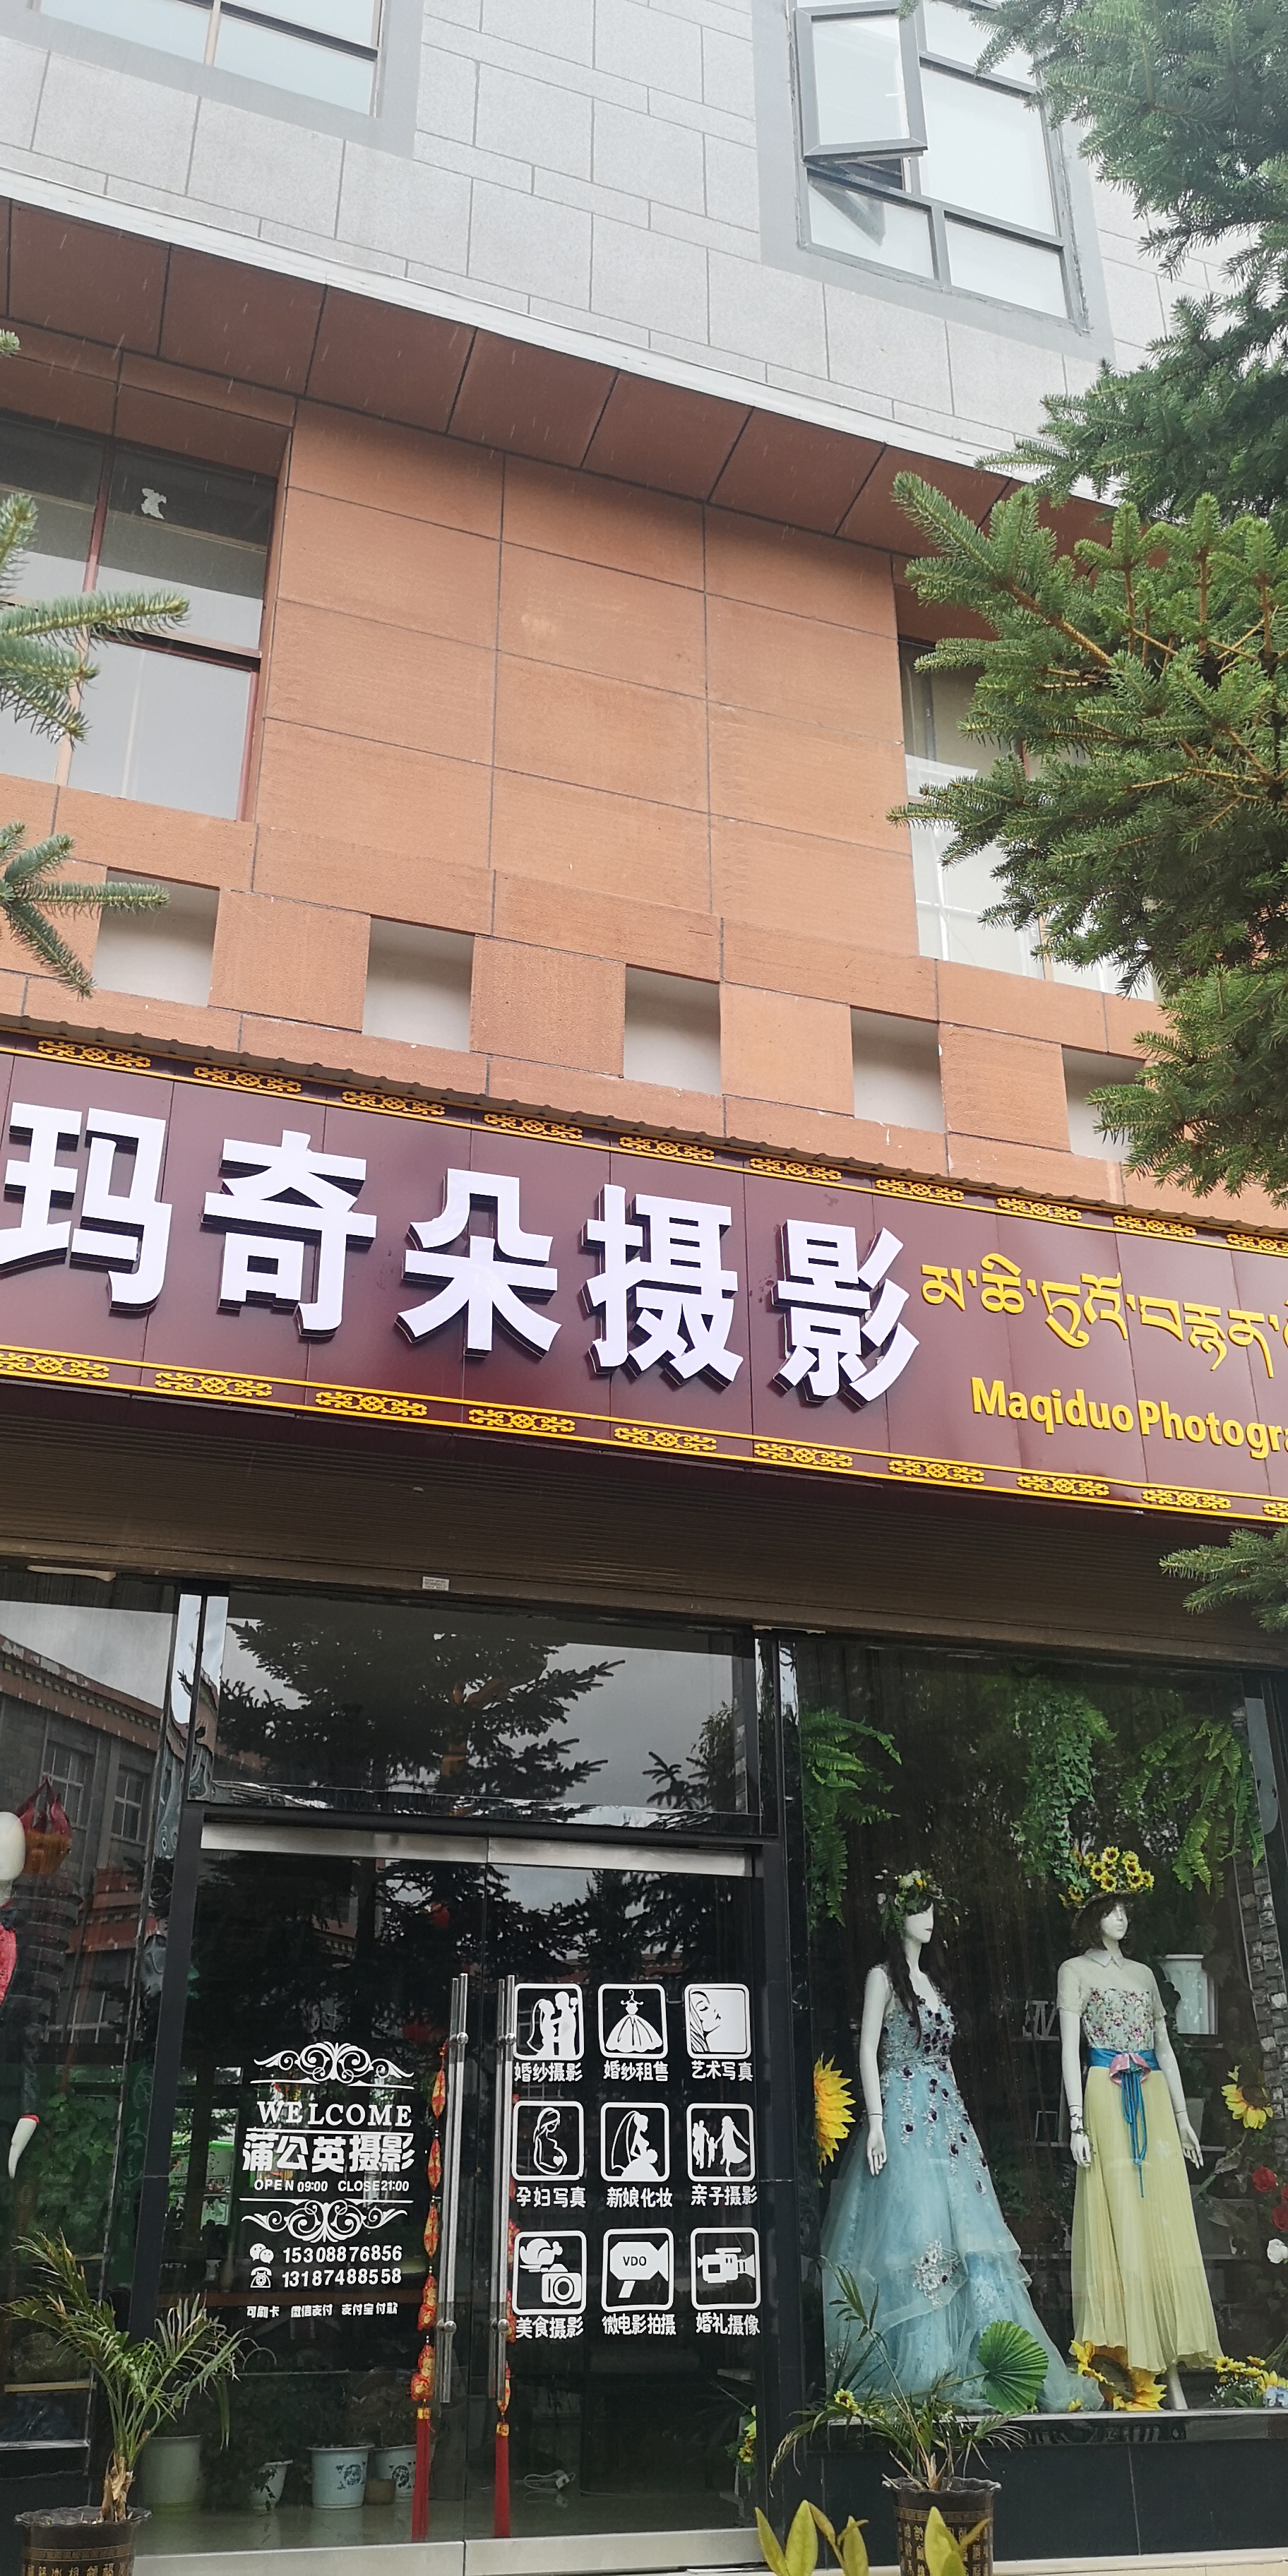 玛奇朵摄影
མ་ཆི་ཏུའོ་བརྙན་
Maqiduo Photogra
WELCOME
蒲公英摄影
OPEN 09:00 CLOSE 21:00
15308876856
13187488558
可刷卡 微信支付 支付宝付款
婚纱摄影 婚纱租售 艺术写真
孕妇写真 新娘化妆 亲子摄影
VDO
美食摄影 微电影拍摄 婚礼摄像